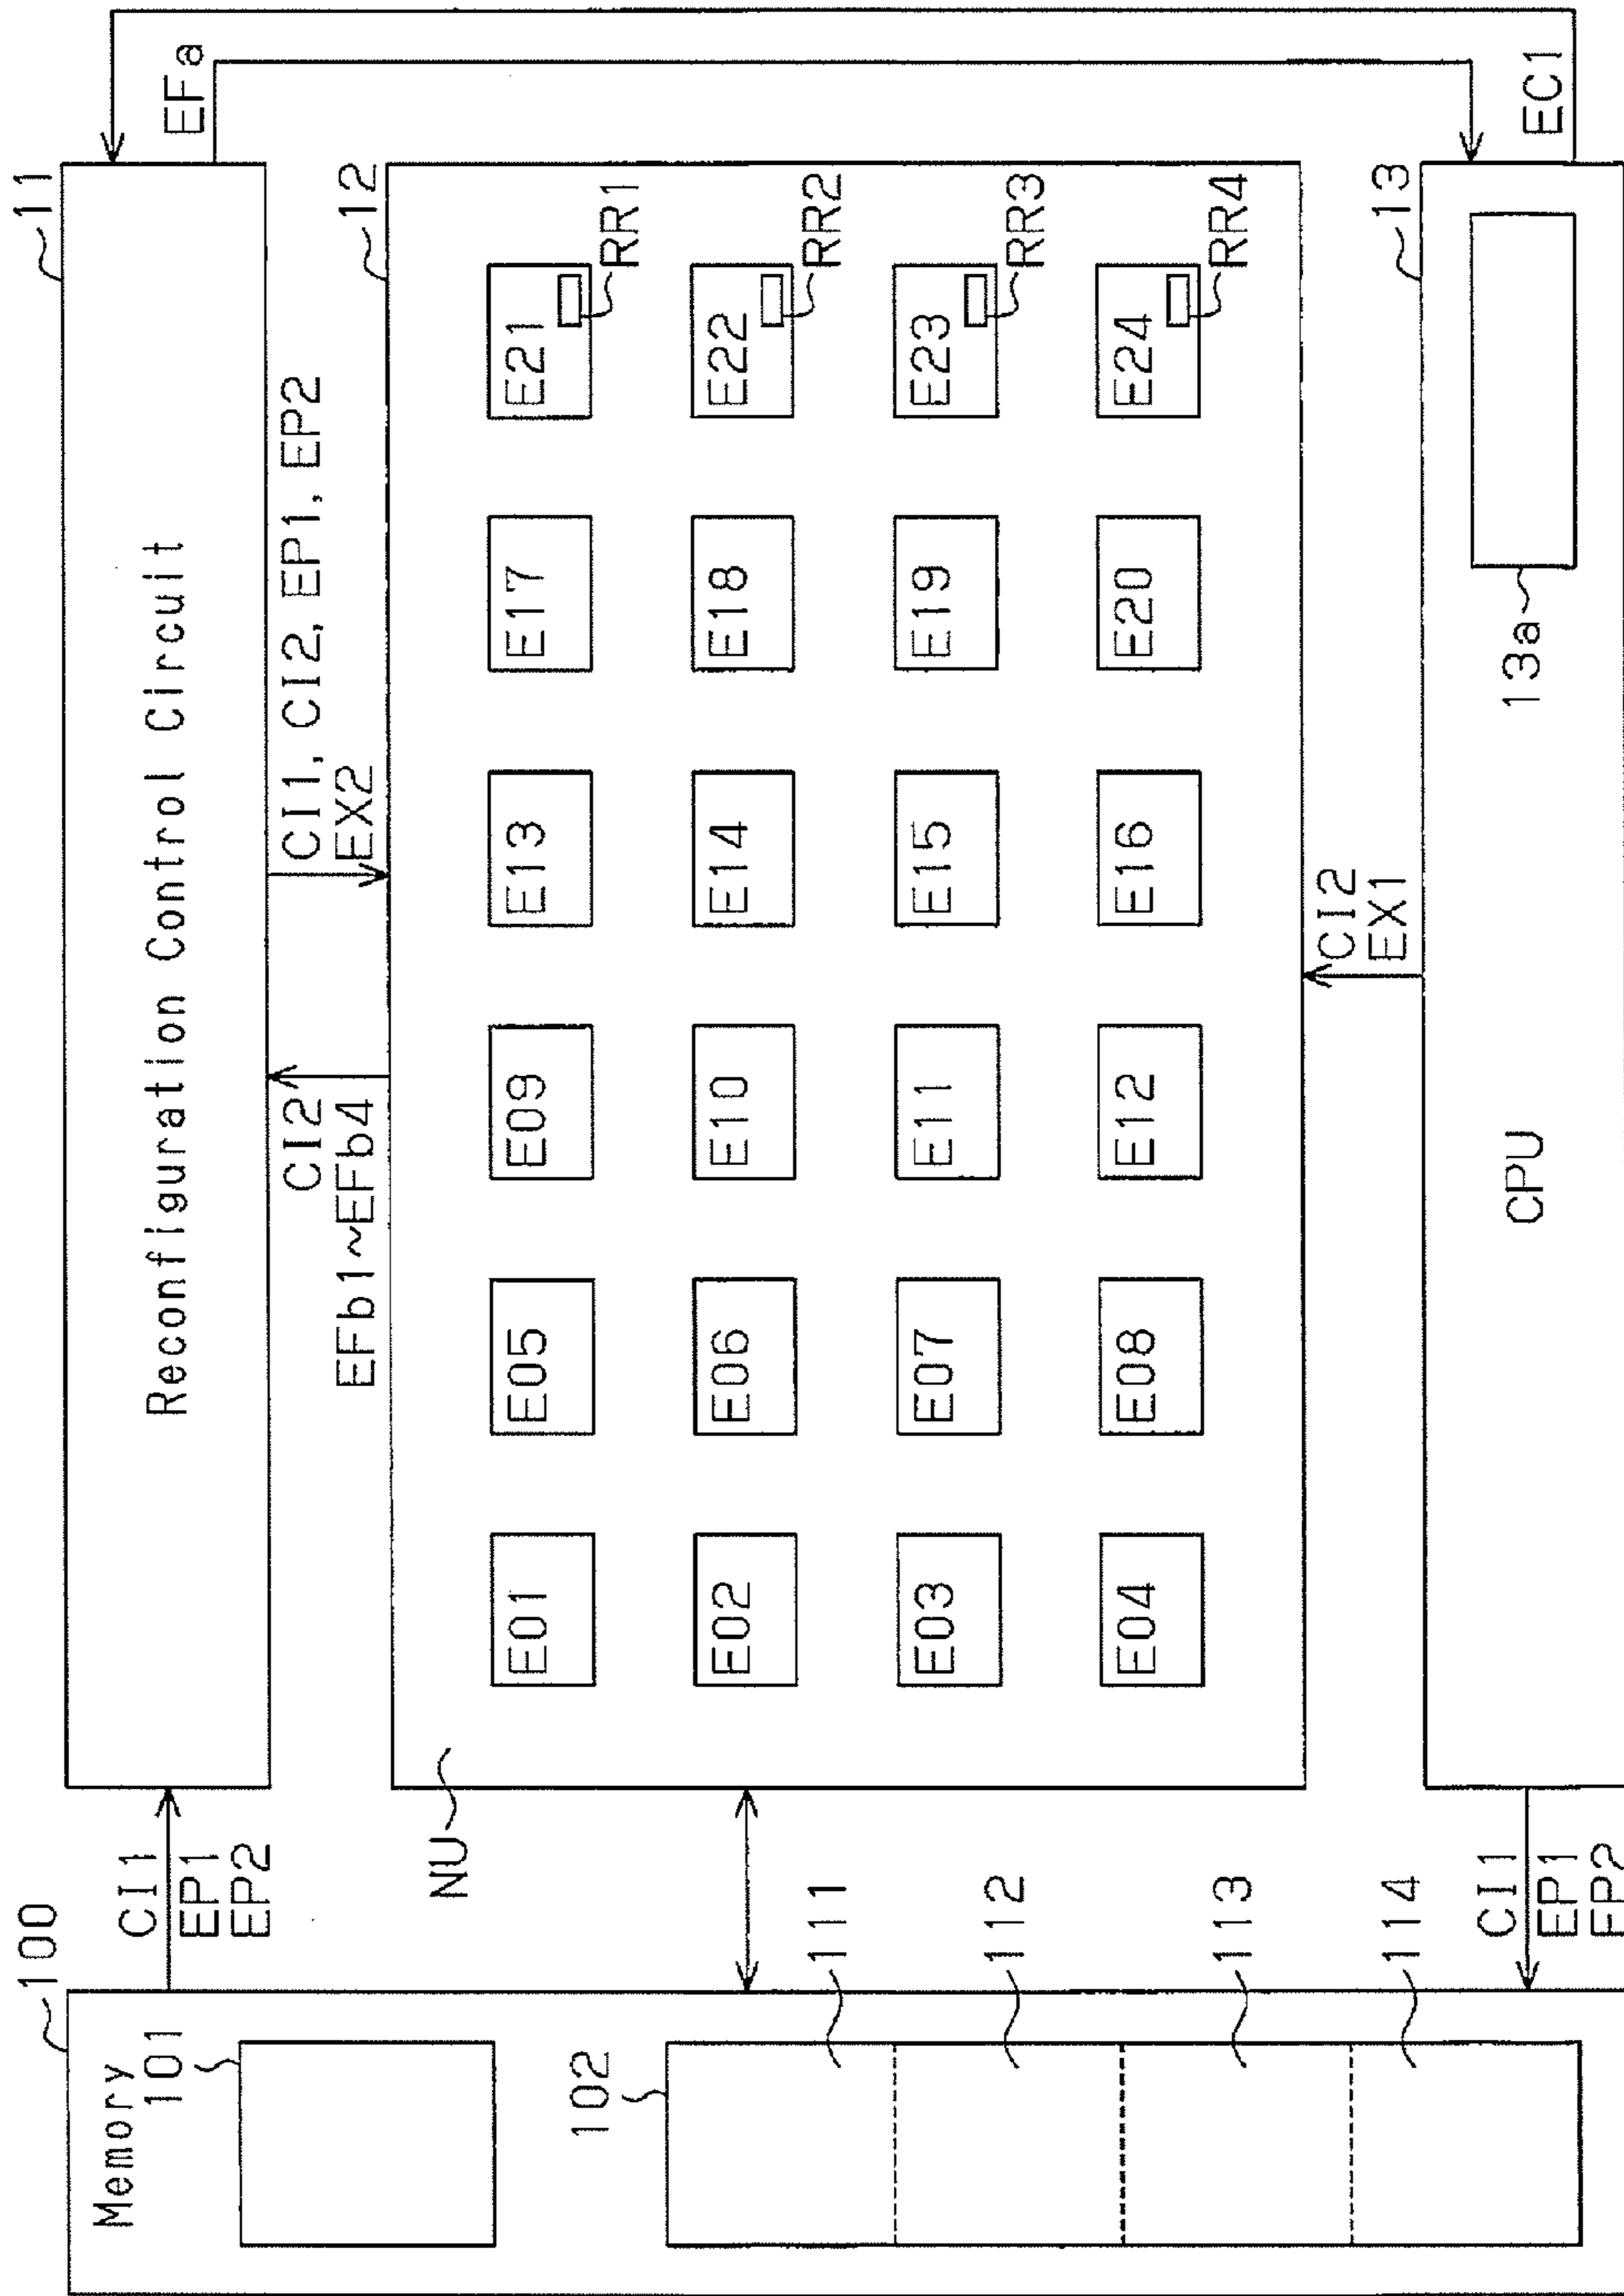 100
Memory
101
102
111
112
113
114
CI1
EP1
EP2
CI1
EP1
EP2
11
Reconfiguration Control Circuit
EFa
CI2
EFb1~EFb4
CI1, CI2, EP1, EP2
EX2
12
NU
E01
E05
E09
E13
E17
E21
RR1
E02
E06
E10
E14
E18
E22
RR2
E03
E07
E11
E15
E19
E23
RR3
E04
E08
E12
E16
E20
E24
RR4
CI2
EX1
13
CPU
13a
EC1